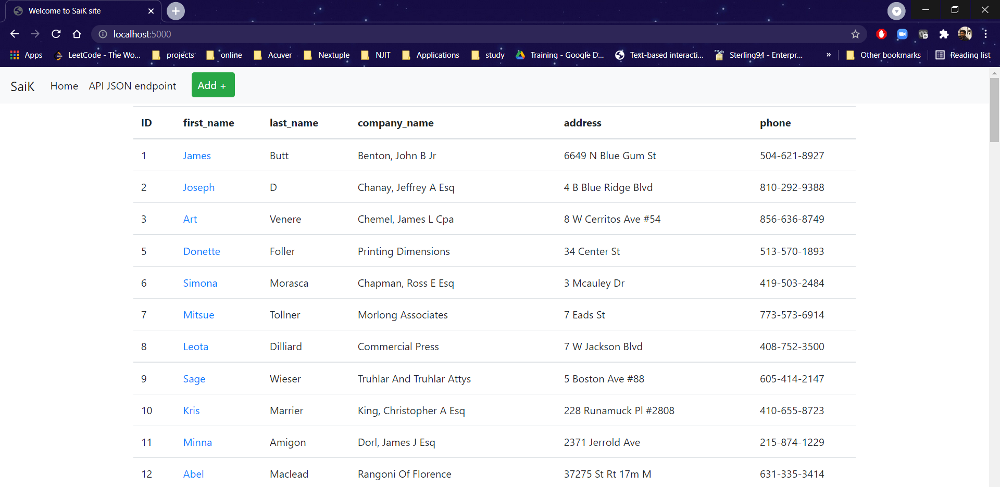 Welcome to SaiK site
localhost:5000
Apps LeetCode - The Wo... projects online Acuver Nextuple NJIT Applications study Training - Google D... Text-based interacti... Sterling94 - Enterpr... » Other bookmarks Reading list
SaiK Home API JSON endpoint Add +
ID first_name last_name company_name address phone
1 James Butt Benton, John B Jr 6649 N Blue Gum St 504-621-8927
2 Joseph D Chanay, Jeffrey A Esq 4 B Blue Ridge Blvd 810-292-9388
3 Art Venere Chemel, James L Cpa 8 W Cerritos Ave #54 856-636-8749
5 Donette Foller Printing Dimensions 34 Center St 513-570-1893
6 Simona Morasca Chapman, Ross E Esq 3 Mcauley Dr 419-503-2484
7 Mitsue Tollner Morlong Associates 7 Eads St 773-573-6914
8 Leota Dilliard Commercial Press 7 W Jackson Blvd 408-752-3500
9 Sage Wieser Truhlar And Truhlar Attys 5 Boston Ave #88 605-414-2147
10 Kris Marrier King, Christopher A Esq 228 Runamuck Pl #2808 410-655-8723
11 Minna Amigon Dorl, James J Esq 2371 Jerrold Ave 215-874-1229
12 Abel Maclead Rangoni Of Florence 37275 St Rt 17m M 631-335-3414